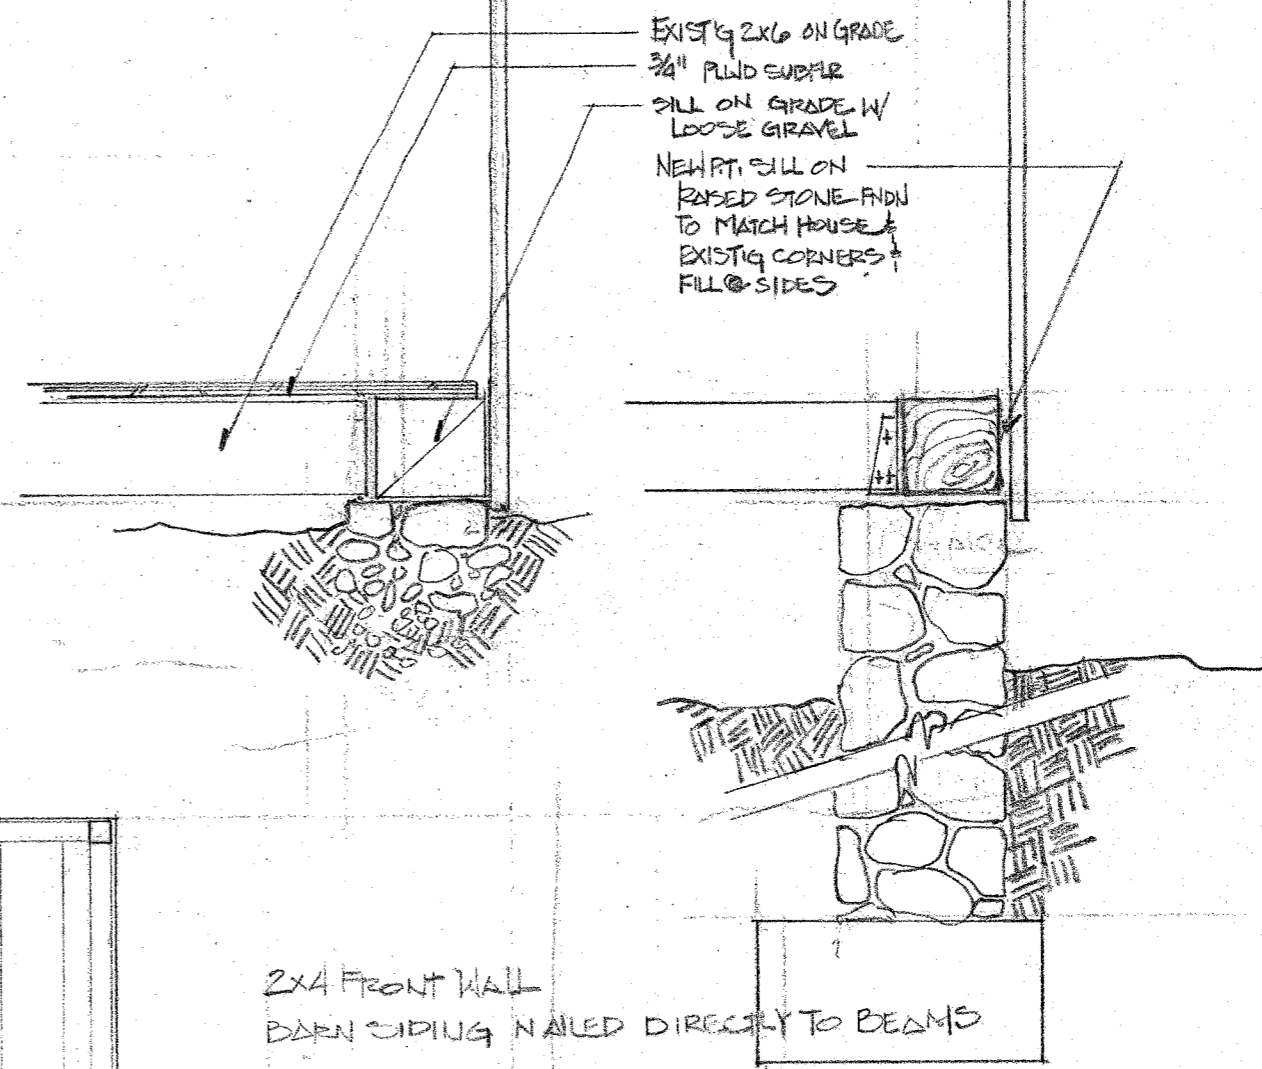 EXIST'G 2x6 ON GRADE
3/4" PLWD SUBFLR
SILL ON GRADE W/
LOOSE GRAVEL
NEW P.T. SILL ON
RAISED STONE FNDN
TO MATCH HOUSE &
EXIST'G CORNERS +
FILL @ SIDES
2x4 FRONT WALL
BARN SIDING NAILED DIRECTLY TO BEAMS